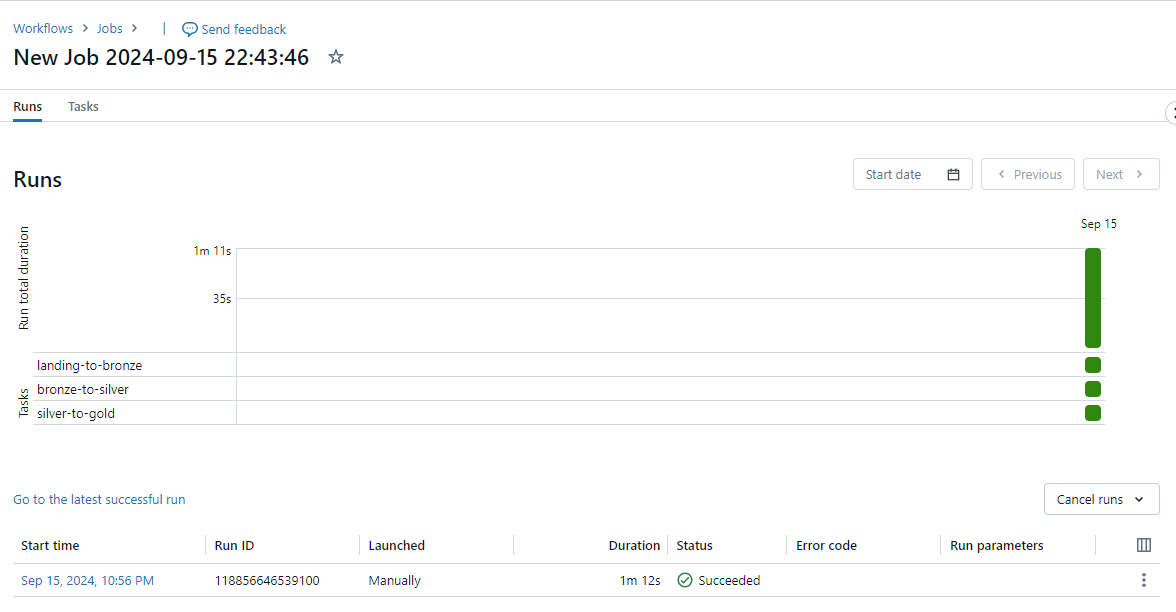 Workflows > Jobs > | Send feedback
New Job 2024-09-15 22:43:46
Runs Tasks
Runs
Start date
Previous
Next
Sep 15
Run total duration
1m 11s
35s
Tasks
landing-to-bronze
bronze-to-silver
silver-to-gold
Go to the latest successful run
Cancel runs
Start time Run ID Launched Duration Status Error code Run parameters
Sep 15, 2024, 10:56 PM 118856646539100 Manually 1m 12s Succeeded